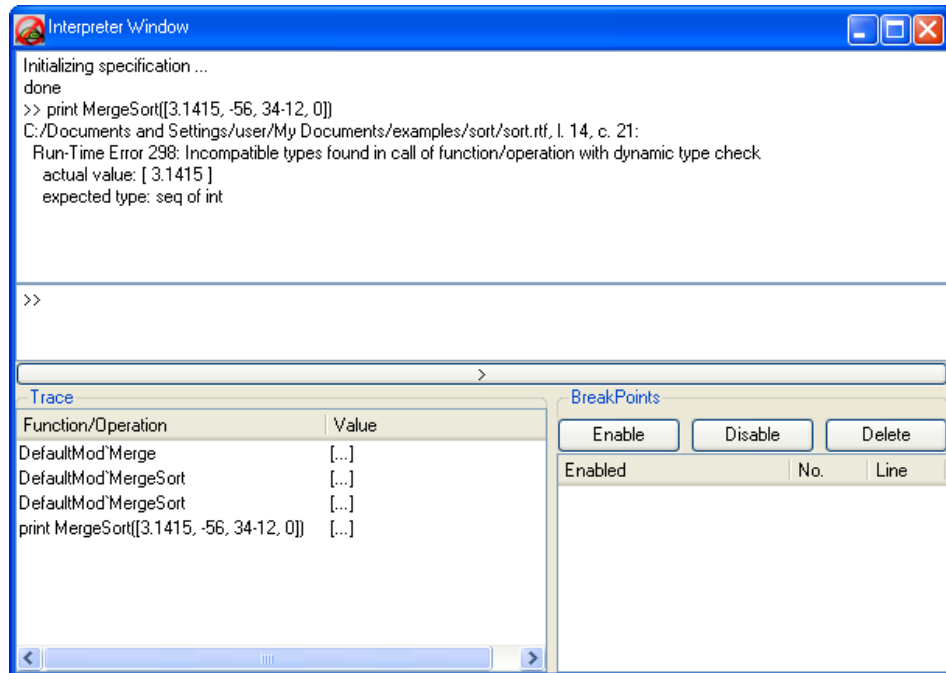 Interpreter Window
Initializing specification ...
done
>> print MergeSort([3.1415, -56, 34-12, 0])
C:/Documents and Settings/user/My Documents/examples/sort/sort.rtf, l. 14, c. 21:
Run-Time Error 298: Incompatible types found in call of function/operation with dynamic type check
actual value: [ 3.1415 ]
expected type: seq of int
>>
>
Trace
Function/Operation Value
DefaultMod`Merge [...]
DefaultMod`MergeSort [...]
DefaultMod`MergeSort [...]
print MergeSort([3.1415, -56, 34-12, 0]) [...]
BreakPoints
Enable Disable Delete
Enabled No. Line